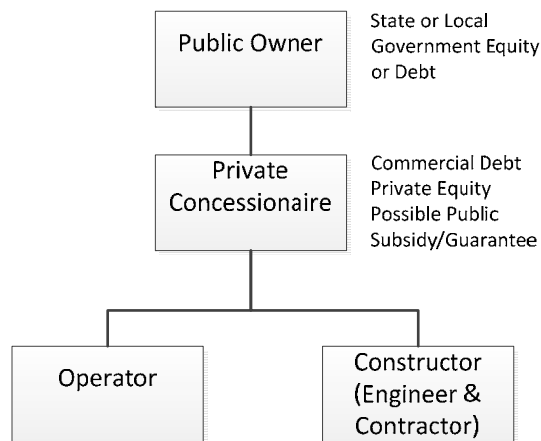 Public Owner
State or Local
Government Equity
or Debt
Private
Concessionaire
Commercial Debt
Private Equity
Possible Public
Subsidy/Guarantee
Operator
Constructor
(Engineer &
Contractor)